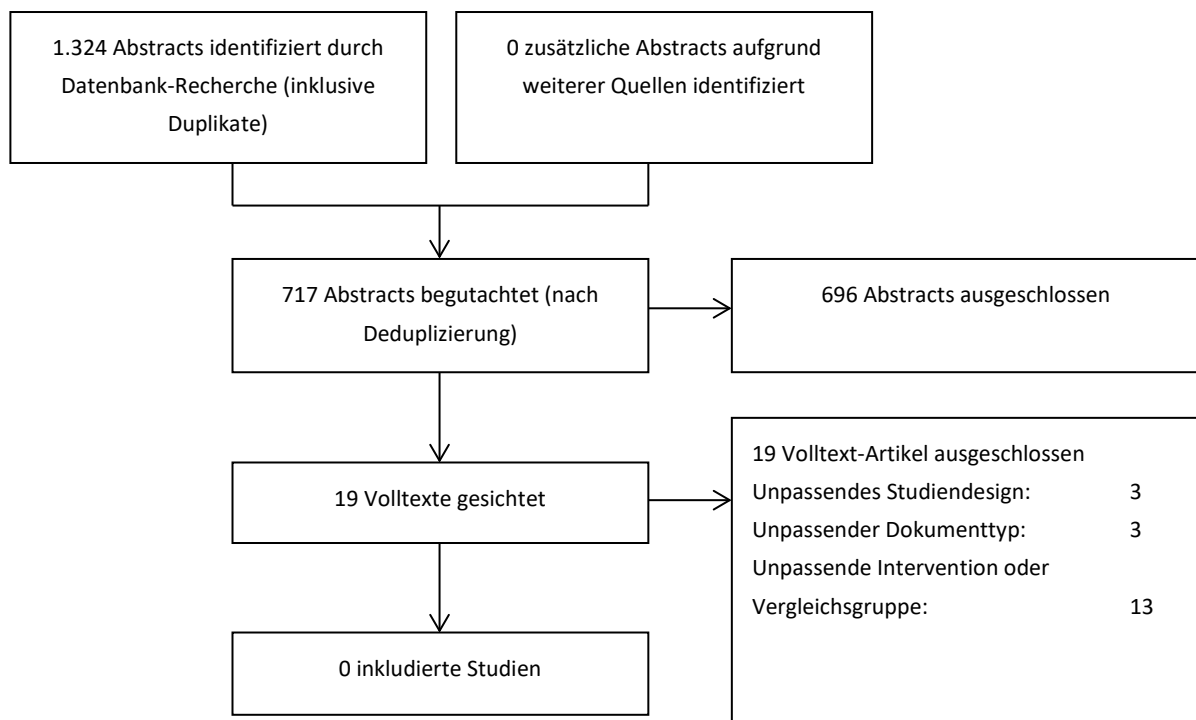 1.324 Abstracts identifiziert durch
Datenbank-Recherche (inklusive
Duplikate)
0 zusätzliche Abstracts aufgrund
weiterer Quellen identifiziert
717 Abstracts begutachtet (nach
Deduplizierung)
696 Abstracts ausgeschlossen
19 Volltexte gesichtet
19 Volltext-Artikel ausgeschlossen
Unpassendes Studiendesign: 3
Unpassender Dokumenttyp: 3
Unpassende Intervention oder
Vergleichsgruppe: 13
0 inkludierte Studien